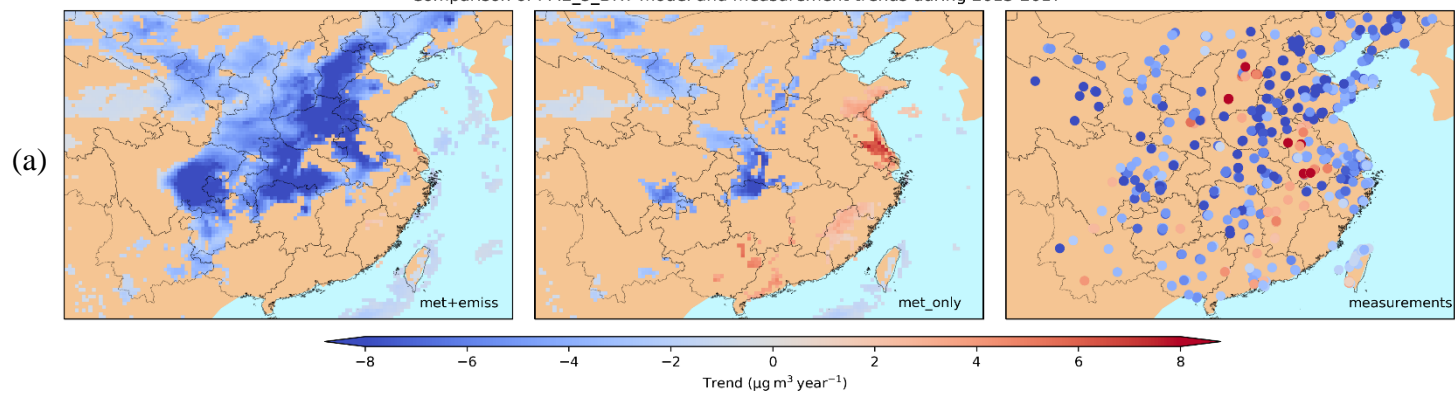 (a)
met+emiss
met_only
measurements
−8 −6 −4 −2 0 2 4 6 8
Trend (µg m³ year⁻¹)